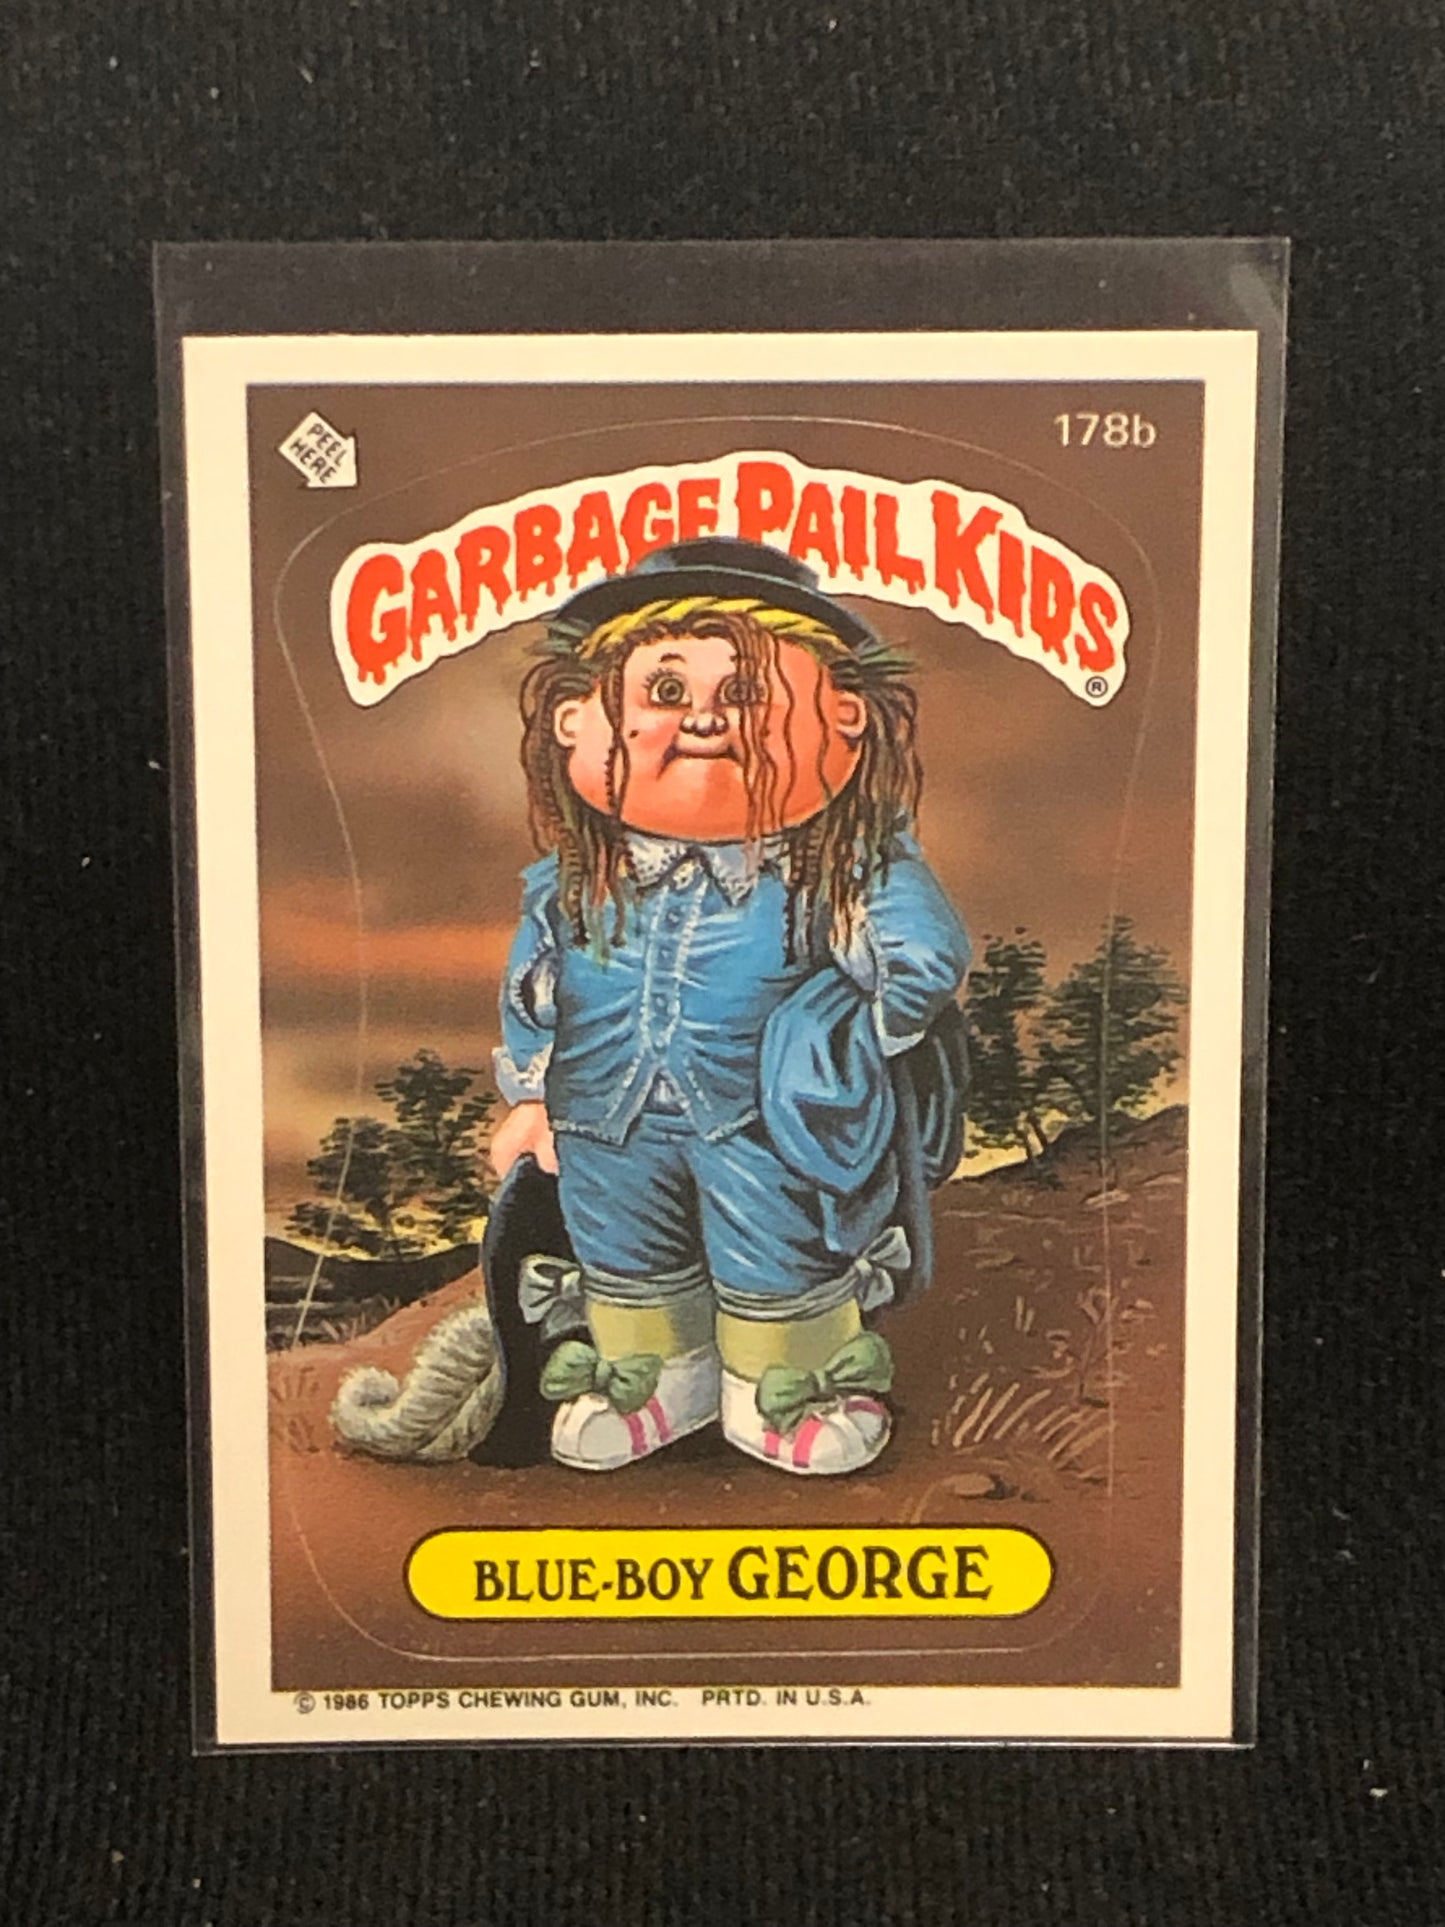 PEEL
HERE
178b
GARBAGE PAIL KIDS
®
BLUE-BOY GEORGE
© 1986 TOPPS CHEWING GUM, INC. PRTD. IN U.S.A.